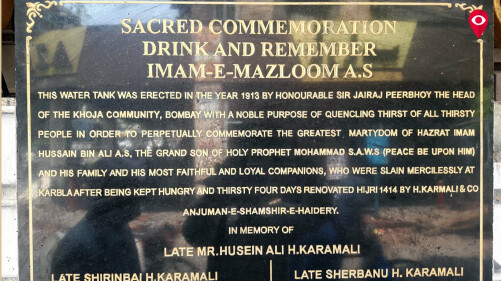 SACRED COMMEMORATION
DRINK AND REMEMBER
IMAM-E-MAZLOOM A.S
THIS WATER TANK WAS ERECTED IN THE YEAR 1913 BY HONOURABLE SIR JAIRAJ PEERBHOY THE HEAD
OF THE KHOJA COMMUNITY, BOMBAY WITH A NOBLE PURPOSE OF QUENCLING THIRST OF ALL THIRSTY
PEOPLE IN ORDER TO PERPETUALLY COMMEMORATE THE GREATEST MARTYDOM OF HAZRAT IMAM
HUSSAIN BIN ALI A.S, THE GRAND SON OF HOLY PROPHET MOHAMMAD S.A.W.S (PEACE BE UPON HIM)
AND HIS FAMILY AND HIS MOST FAITHFUL AND LOYAL COMPANIONS, WHO WERE SLAIN MERCILESSLY AT
KARBLA AFTER BEING KEPT HUNGRY AND THIRSTY FOUR DAYS RENOVATED HIJRI 1414 BY H.KARMALI & CO
ANJUMAN-E-SHAMSHIR-E-HAIDERY.
IN MEMORY OF
LATE MR.HUSEIN ALI H.KARAMALI
LATE SHIRINBAI H.KARAMALI
LATE SHERBANU H. KARAMALI